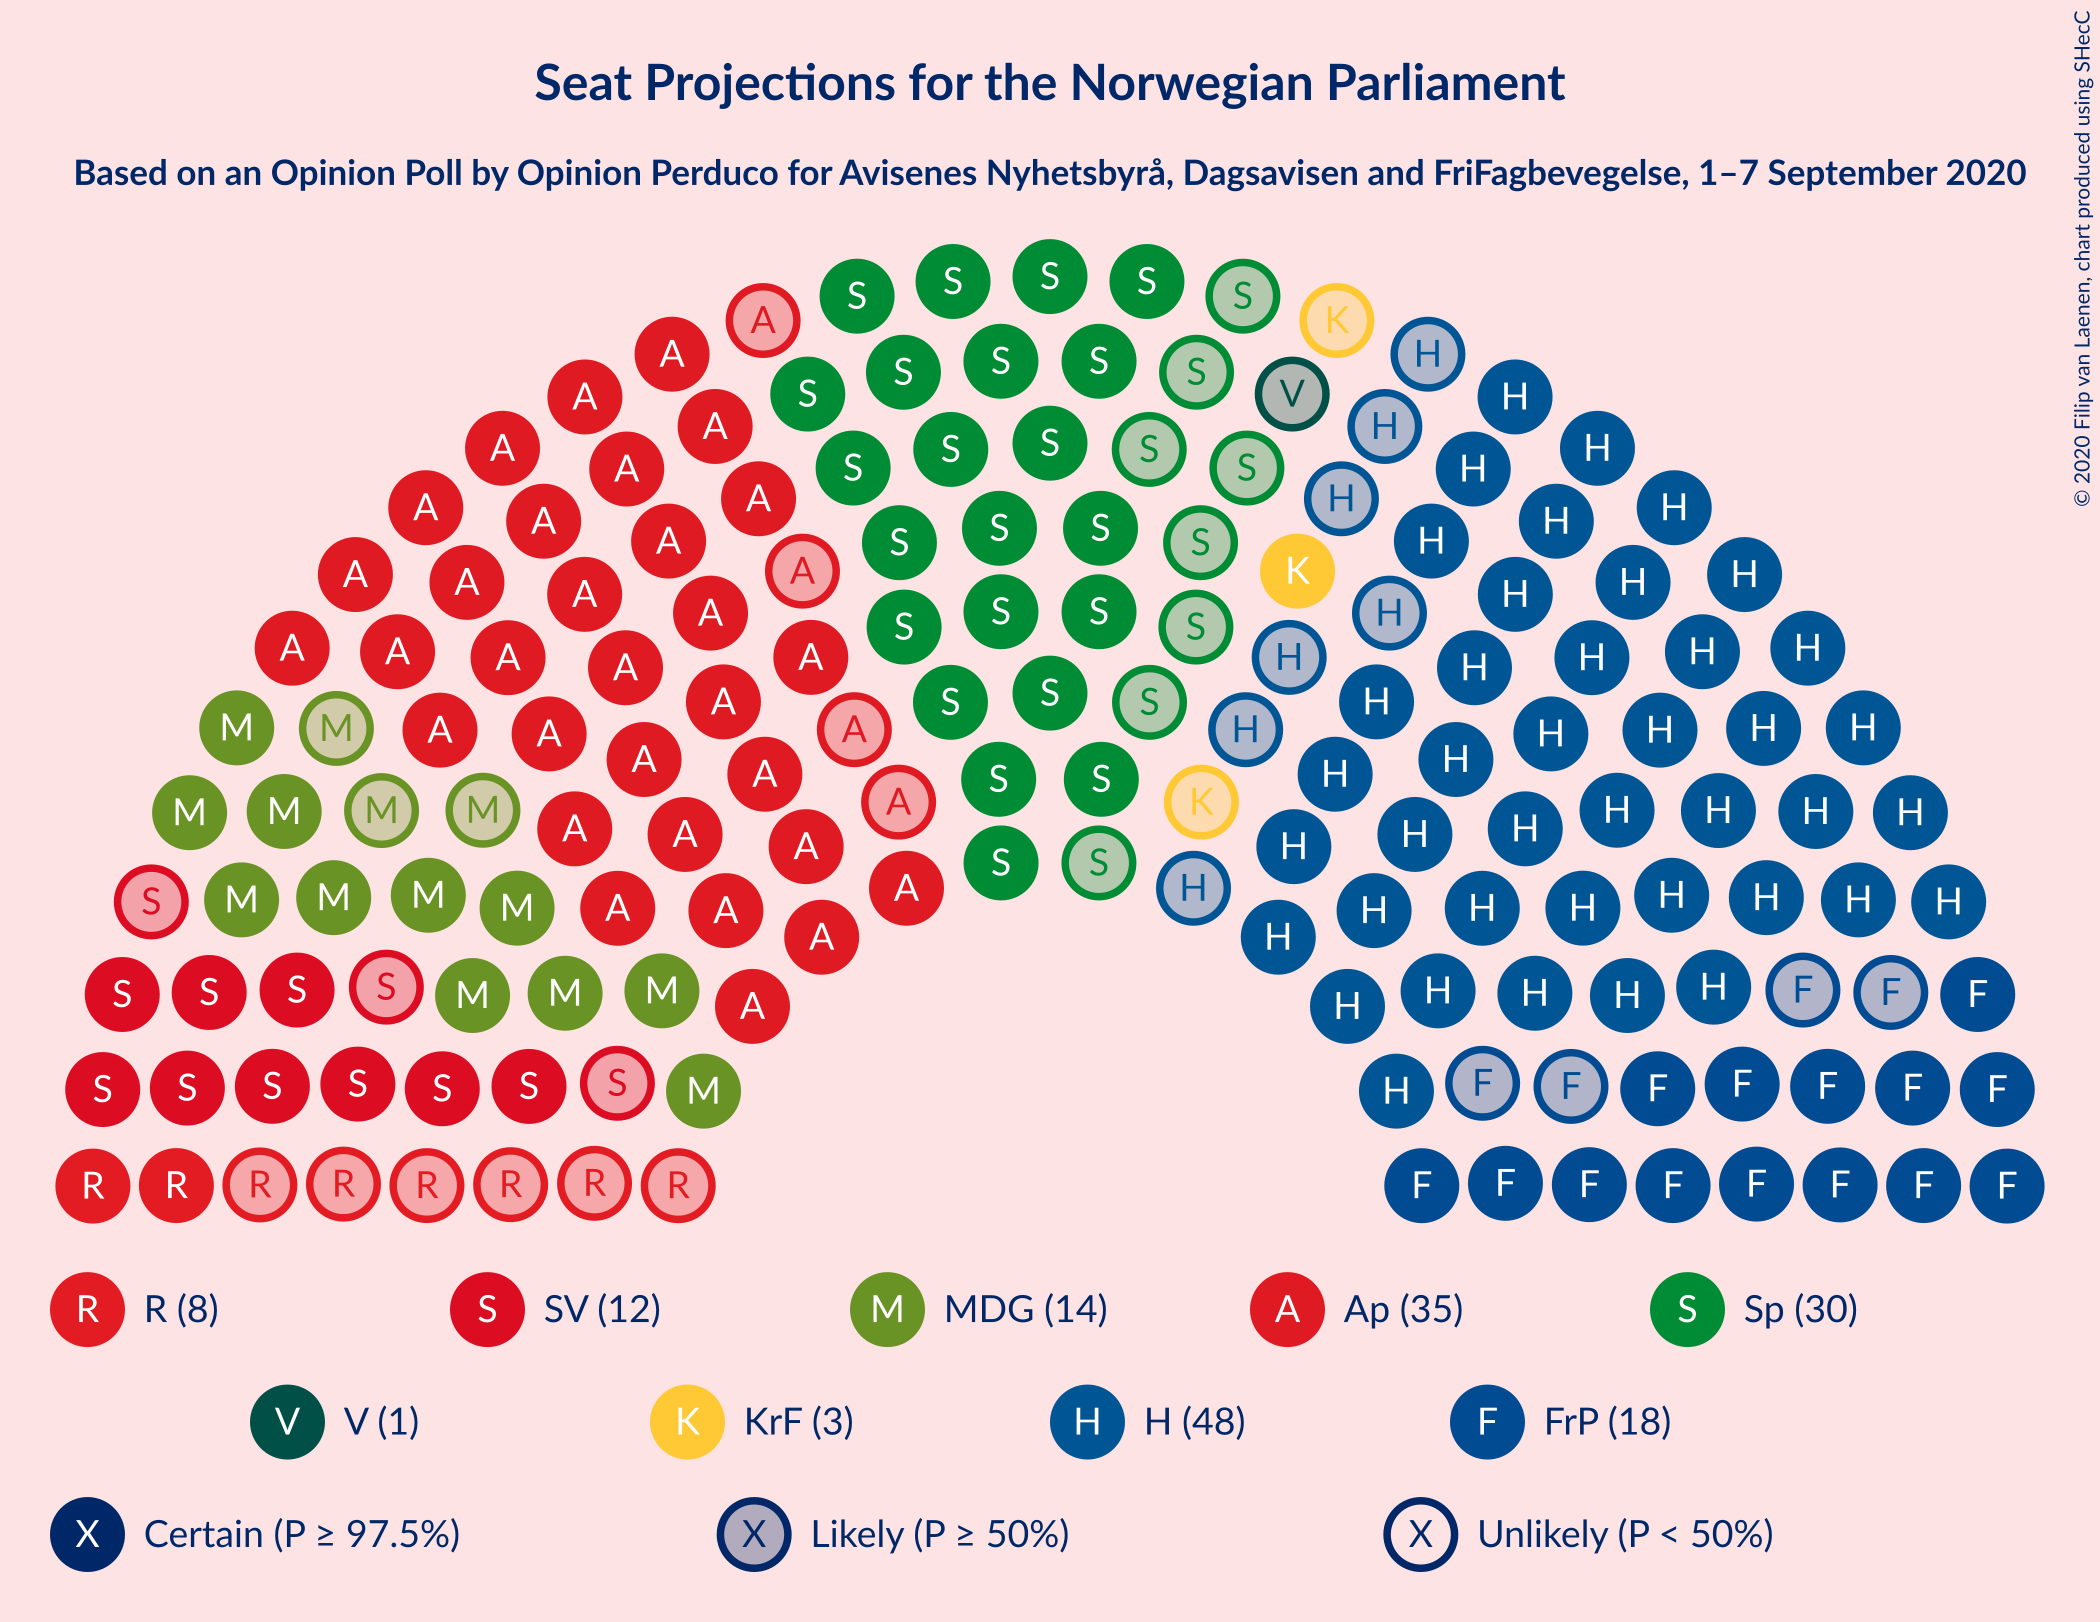 Seat Projections for the Norwegian Parliament
Based on an Opinion Poll by Opinion Perduco for Avisenes Nyhetsbyrå, Dagsavisen and FriFagbevegelse, 1–7 September 2020
© 2020 Filip van Laenen, chart produced using SHecC
S S S S S
A K
A S S S S S H
A V H
A S S S S S H H
A A H H
A A S S S S H H
A A A K H H
A A A S S S S H H H
A A A A H H H H
M M A A A S S S H H H H H
M M M M A A A A S S K H H H H H H H
S M M M M A A A A S S H H H H H H H H H
S S S S M M M A H H H H H F F F
S S S S S S S M H F F F F F F F
R R R R R R R R F F F F F F F F
R R (8) S SV (12) M MDG (14) A Ap (35) S Sp (30)
V V (1) K KrF (3) H H (48) F FrP (18)
X Certain (P ≥ 97.5%) X Likely (P ≥ 50%) X Unlikely (P < 50%)